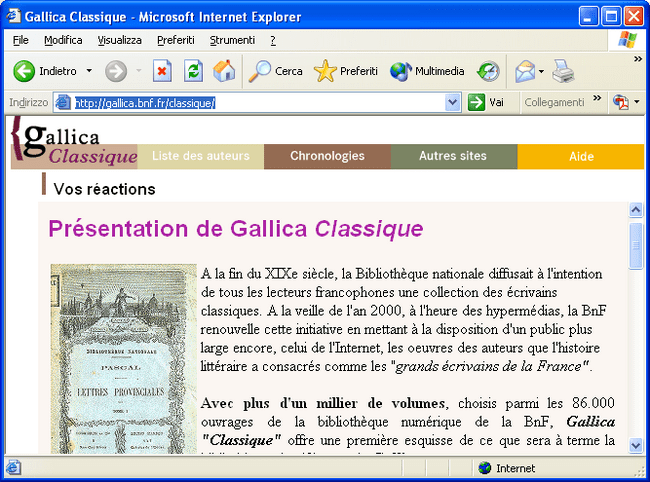 Gallica Classique - Microsoft Internet Explorer
File Modifica Visualizza Preferiti Strumenti ?
Indietro Cerca Preferiti Multimedia
Indirizzo http://gallica.bnf.fr/classique/ Vai Collegamenti
gallica
Classique Liste des auteurs Chronologies Autres sites Aide
Vos réactions
Présentation de Gallica Classique
A la fin du XIXe siècle, la Bibliothèque nationale diffusait à l'intention
de tous les lecteurs francophones une collection des écrivains
classiques. A la veille de l'an 2000, à l'heure des hypermédias, la BnF
renouvelle cette initiative en mettant à la disposition d'un public plus
large encore, celui de l'Internet, les oeuvres des auteurs que l'histoire
littéraire a consacrés comme les "grands écrivains de la France".
BIBLIOTHÈQUE NATIONALE
PASCAL
LETTRES PROVINCIALES
TOME I
Avec plus d'un millier de volumes, choisis parmi les 86.000
ouvrages de la bibliothèque numérique de la BnF, Gallica
"Classique" offre une première esquisse de ce que sera à terme la
Internet